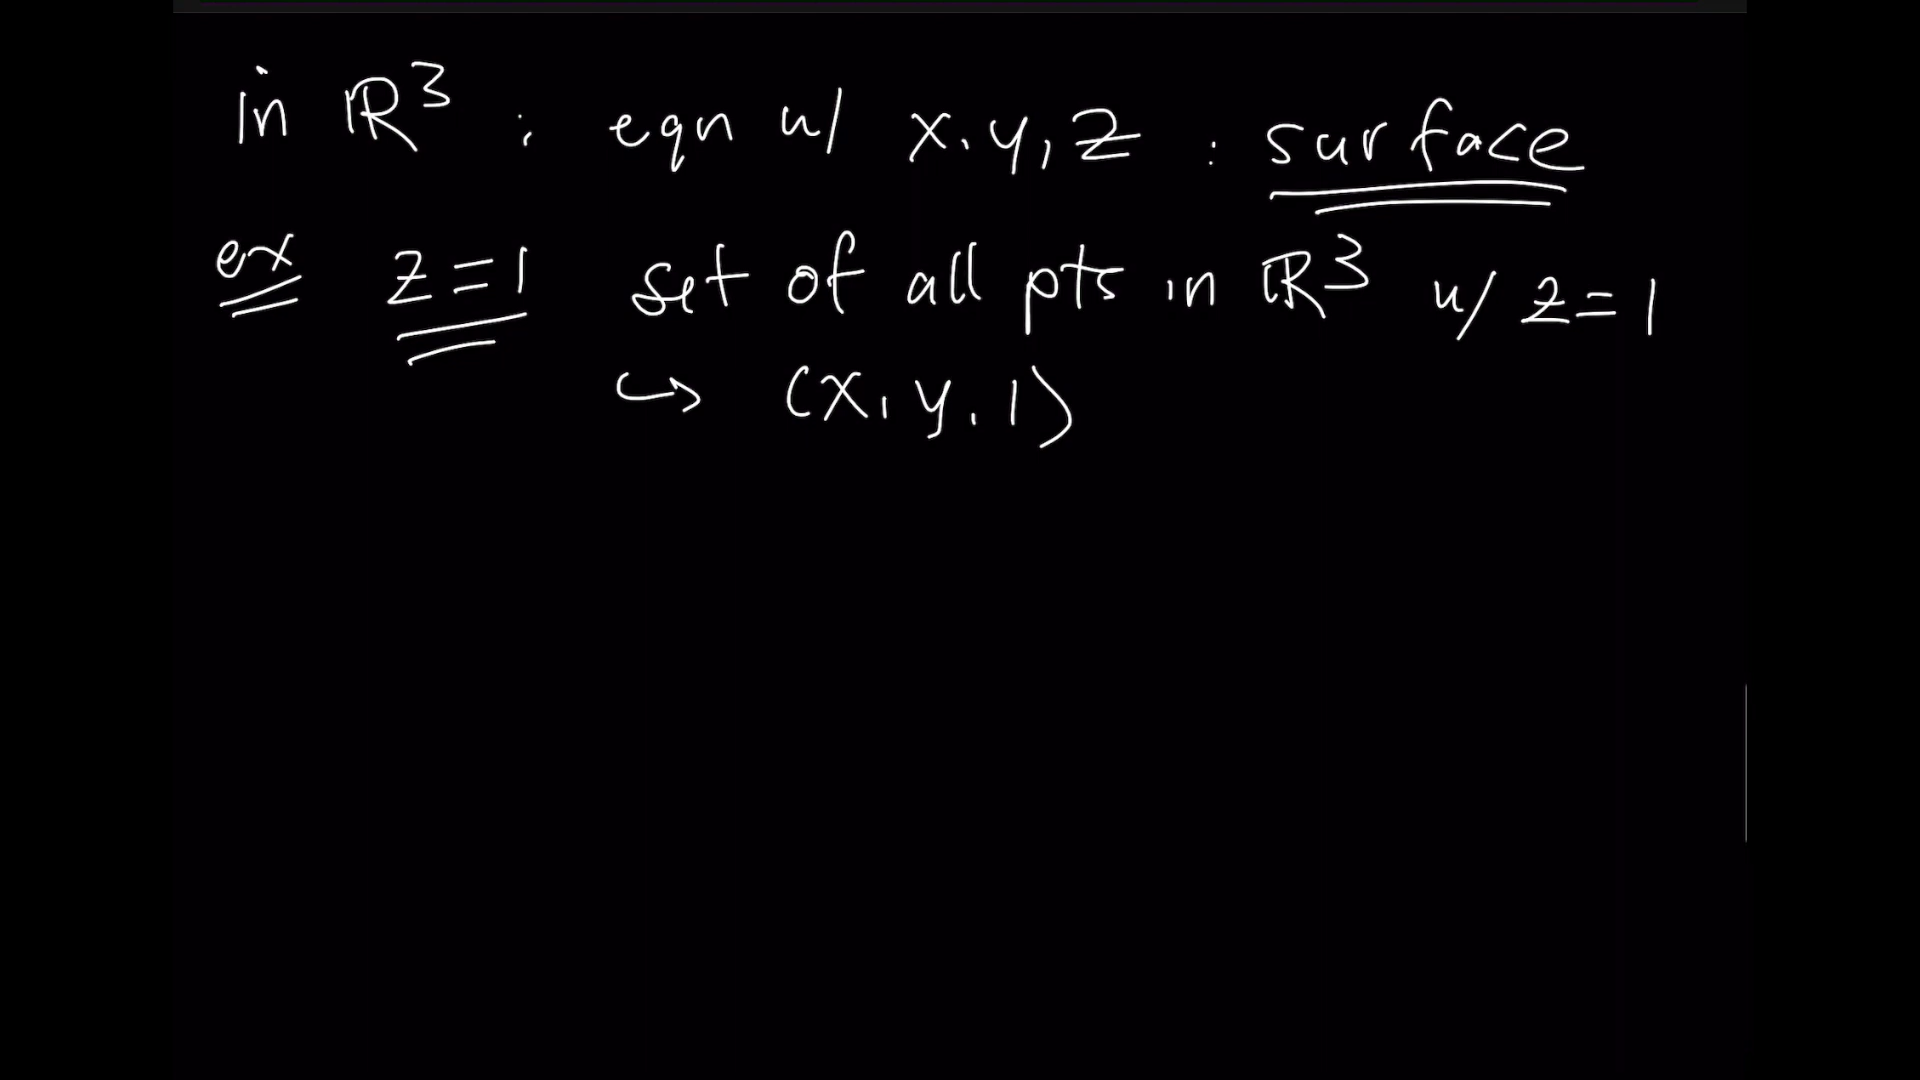 in ℝ³ : eqn w/ x, y, z : surface
ex z=1 set of all pts in ℝ³ w/ z=1
↪ (x, y, 1)